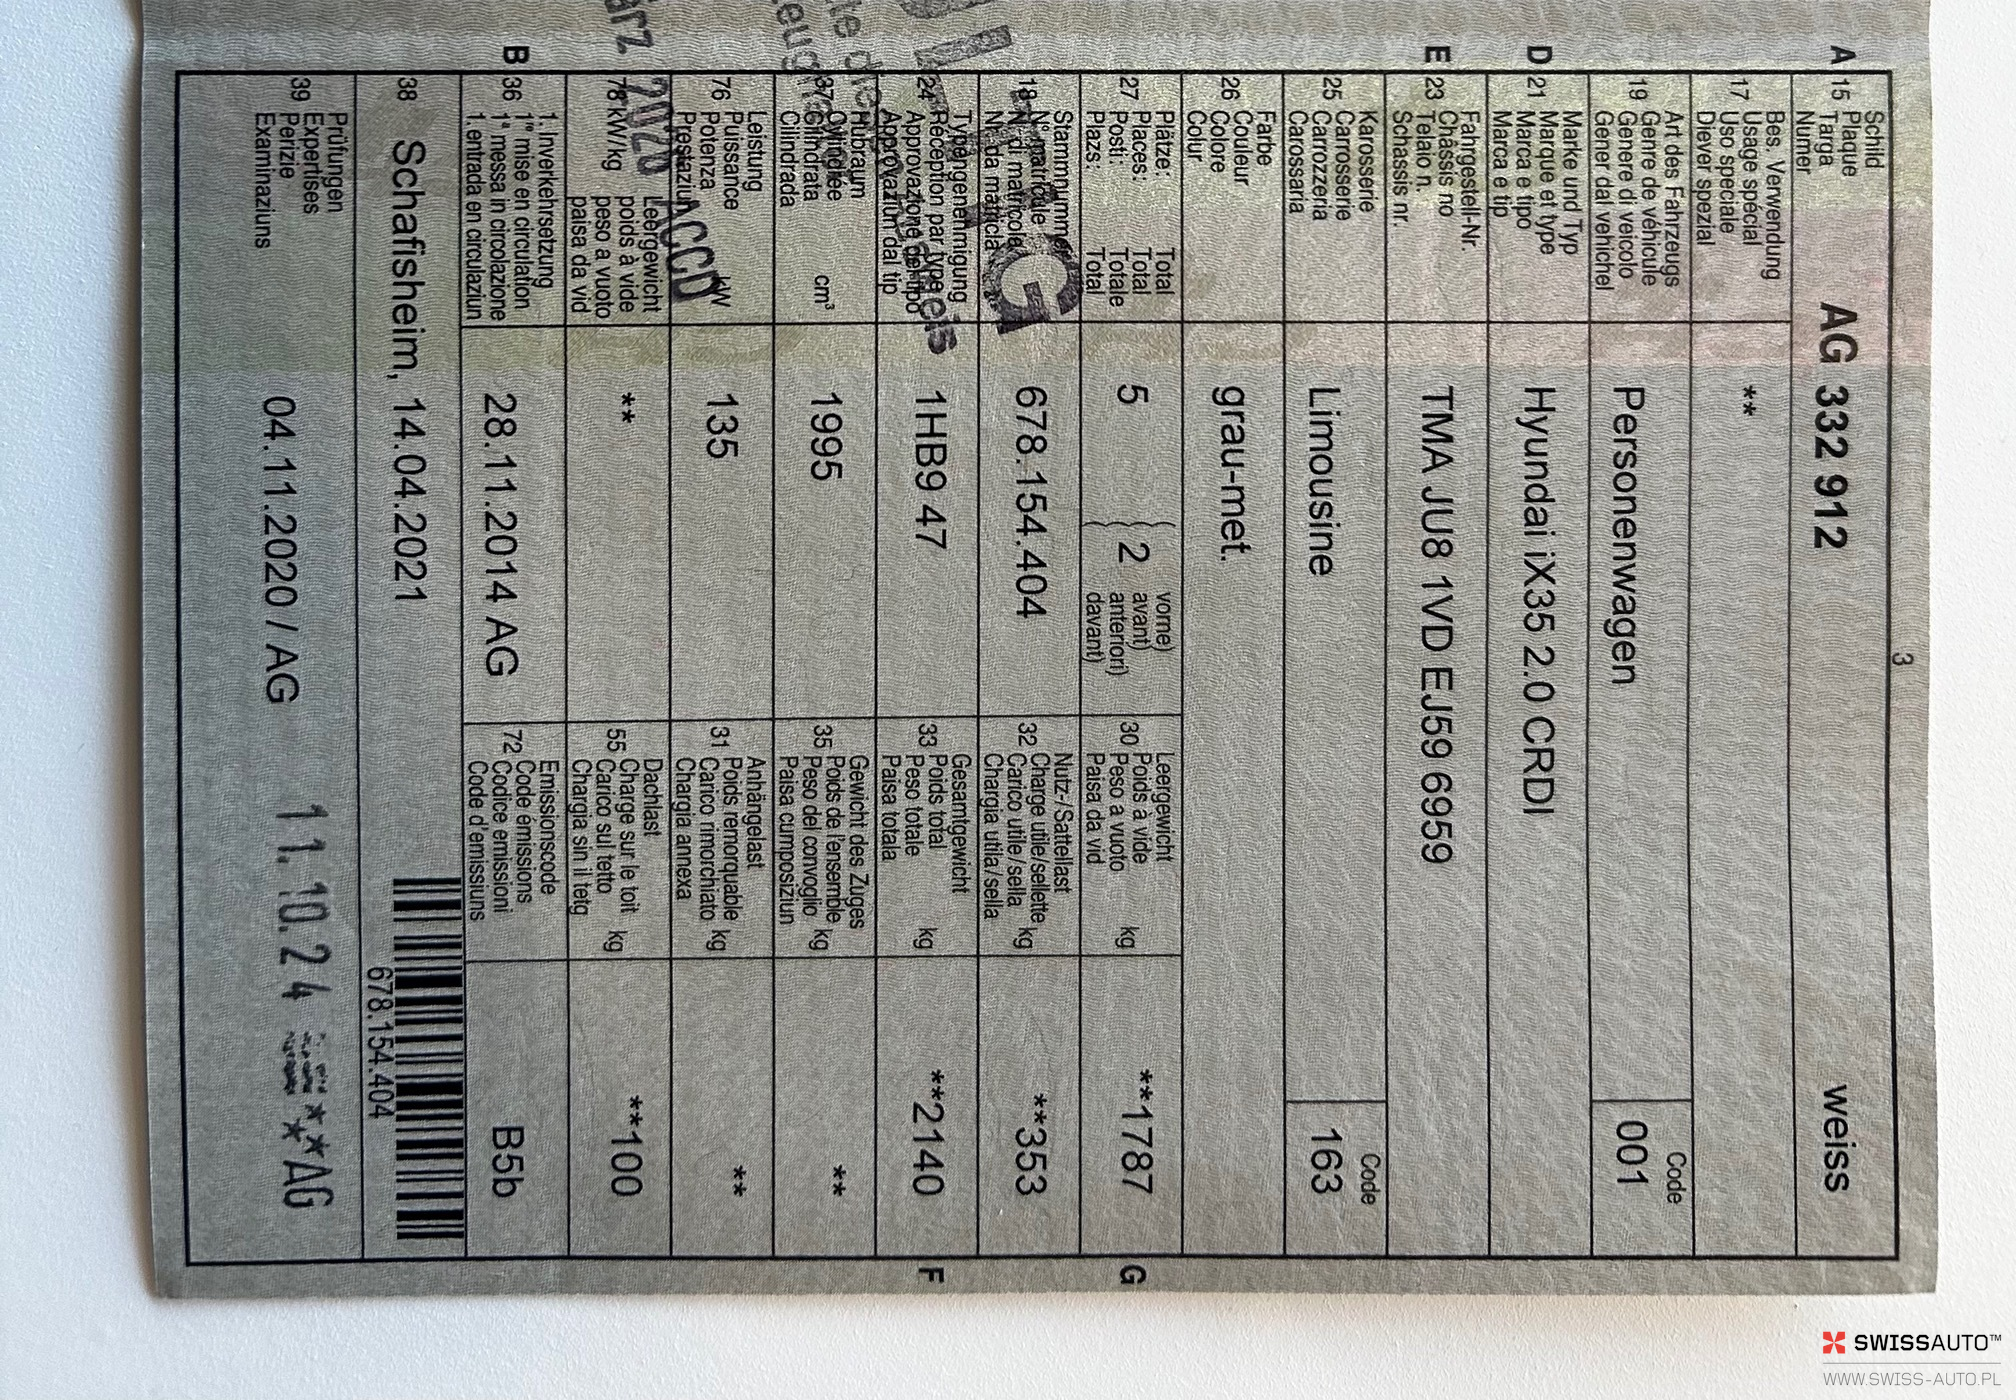 3
A 15 Schild
Plaque
Targa
Numer
AG 332 912
weiss
17 Bes. Verwendung
Usage spécial
Uso speciale
Diever spezial
**
19 Art des Fahrzeugs
Genre de véhicule
Genere di veicolo
Gener dal vehichel
Personenwagen
Code
001
D 21 Marke und Typ
Marque et type
Marca e tipo
Marca e tip
Hyundai iX35 2.0 CRDI
E 23 Fahrgestell-Nr.
Châssis no
Telaio n.
Schassis nr.
TMA JU8 1VD EJ59 6959
25 Karosserie
Carrosserie
Carrozzeria
Carossaria
Limousine
Code
163
26 Farbe
Couleur
Colore
Colur
grau-met.
27 Plätze: Total
Places: Total
Posti: Totale
Plazs: Total
5
( 2 vorne)
avant)
anteriori)
davant)
30 Leergewicht
Poids à vide
Peso a vuoto kg
Paisa da vid
**1787
G
18 Stammnummer
N° matricule
N. di matricola
Nr. da matricla
678.154.404
32 Nutz-/Sattellast
Charge utile/sellette
Carico utile/sella kg
Chargia utila/sella
**353
24 Typengenehmigung
Réception par type
Approvazione del tipo
Approvaziun dal tip
1HB9 47
33 Gesamtgewicht
Poids total
Peso totale kg
Paisa totala
**2140
F
37 Hubraum
Cylindrée
Cilindrata cm³
Cilindrada
1995
35 Gewicht des Zuges
Poids de l'ensemble
Peso del convoglio kg
Paisa cumposiziun
**
76 Leistung
Puissance
Potenza kW
Prestaziun
135
31 Anhängelast
Poids remorquable
Carico rimorchiato kg
Chargia annexa
**
78 kW/kg Leergewicht
poids à vide
peso a vuoto
paisa da vid
**
55 Dachlast
Charge sur le toit
Carico sul tetto kg
Chargia sin il tetg
**100
B 36 1. Inverkehrsetzung
1re mise en circulation
1a messa in circolazione
1. entrada en circulaziun
28.11.2014 AG
72 Emissionscode
Code émissions
Codice emissioni
Code d'emissiuns
B5b
38 Schafisheim, 14.04.2021
678.154.404
39 Prüfungen
Expertises
Perizie
Examinaziuns
04.11.2020 / AG
11.10.24
**AG
2020 ACCD
SWISSAUTO™
WWW.SWISS-AUTO.PL